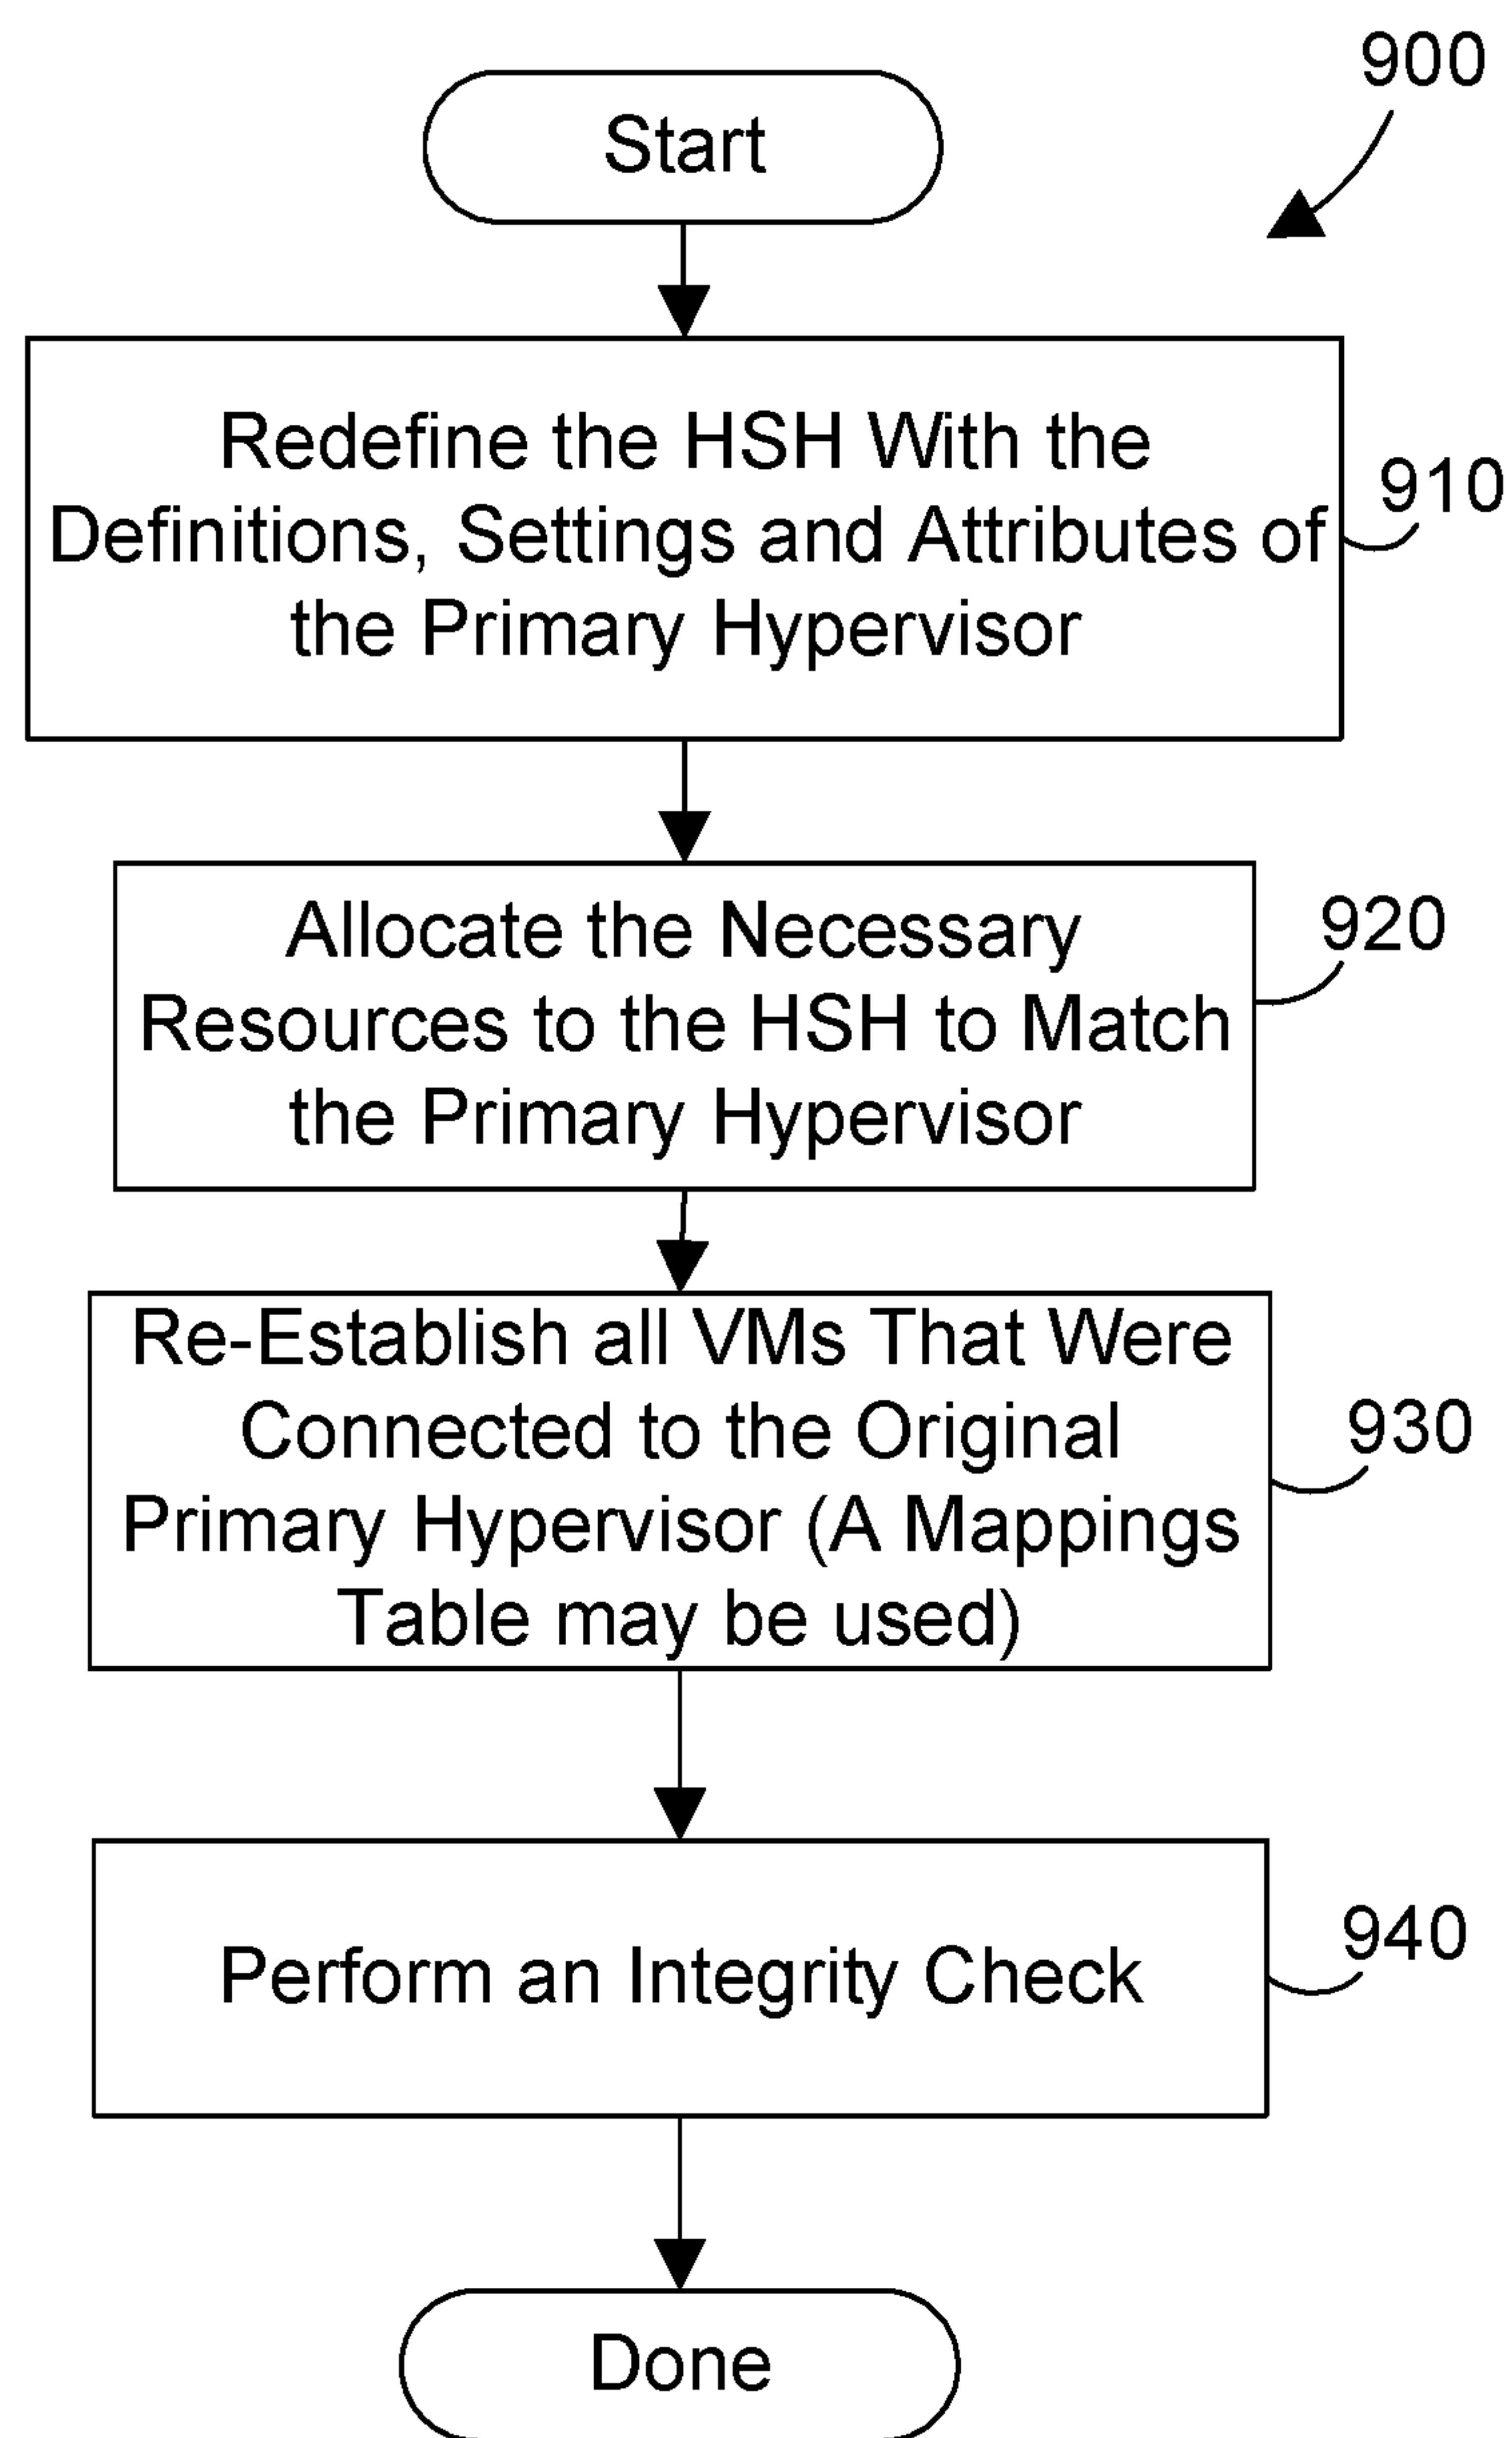 900
Start
Redefine the HSH With the
Definitions, Settings and Attributes of
the Primary Hypervisor
910
Allocate the Necessary
Resources to the HSH to Match
the Primary Hypervisor
920
Re-Establish all VMs That Were
Connected to the Original
Primary Hypervisor (A Mappings
Table may be used)
930
Perform an Integrity Check
940
Done